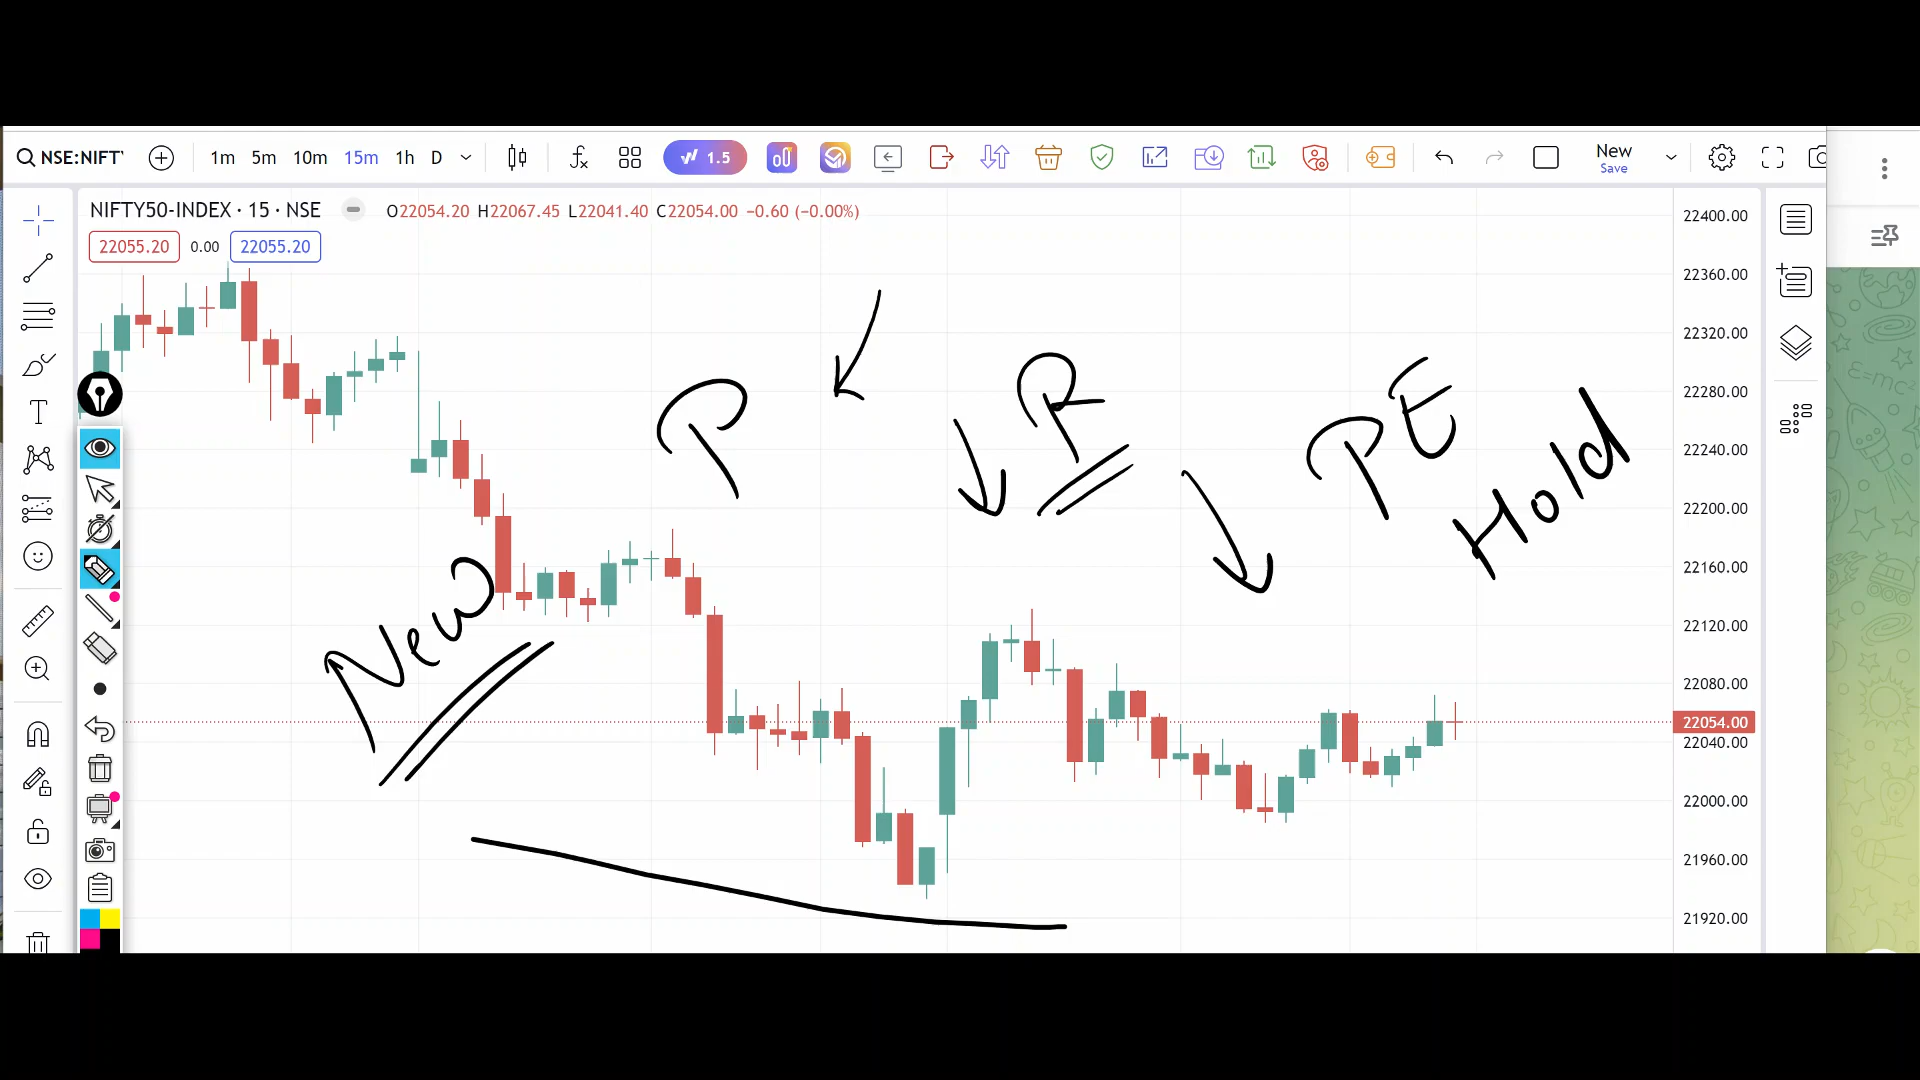 NSE:NIFTY
1m 5m 10m 15m 1h D
1.5
New
Save
NIFTY50-INDEX · 15 · NSE
O22054.20 H22067.45 L22041.40 C22054.00 −0.60 (−0.00%)
22055.20 0.00 22055.20
22400.00
22360.00
22320.00
22280.00
22240.00
22200.00
22160.00
22120.00
22080.00
22054.00
22040.00
22000.00
21960.00
21920.00
P
R
PE
Hold
New